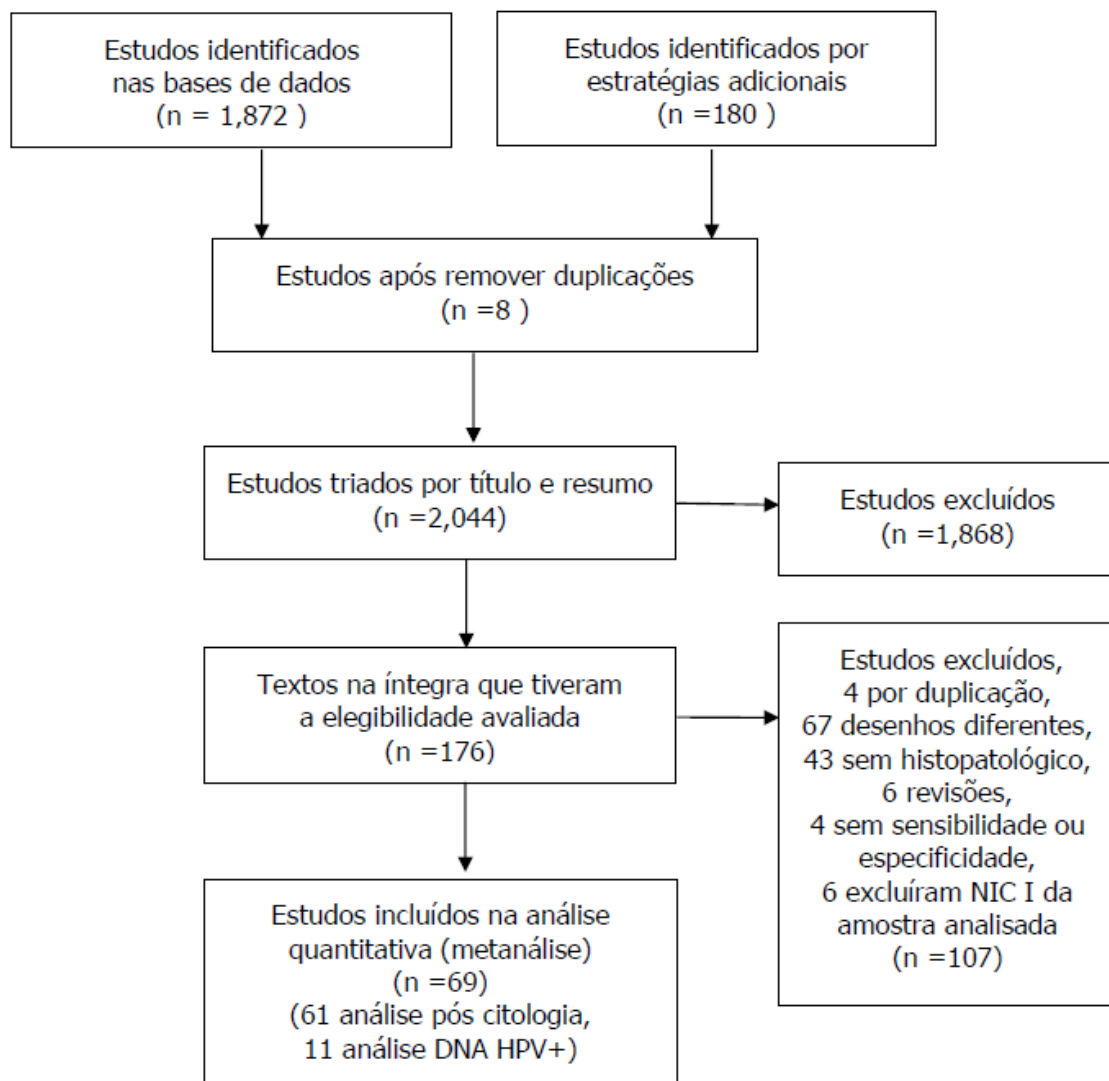 Estudos identificados
nas bases de dados
(n = 1,872 )
Estudos identificados por
estratégias adicionais
(n =180 )
Estudos após remover duplicações
(n =8 )
Estudos triados por título e resumo
(n =2,044)
Estudos excluídos
(n =1,868)
Textos na íntegra que tiveram
a elegibilidade avaliada
(n =176)
Estudos excluídos,
4 por duplicação,
67 desenhos diferentes,
43 sem histopatológico,
6 revisões,
4 sem sensibilidade ou
especificidade,
6 excluíram NIC I da
amostra analisada
(n =107)
Estudos incluídos na análise
quantitativa (metanálise)
(n =69)
(61 análise pós citologia,
11 análise DNA HPV+)